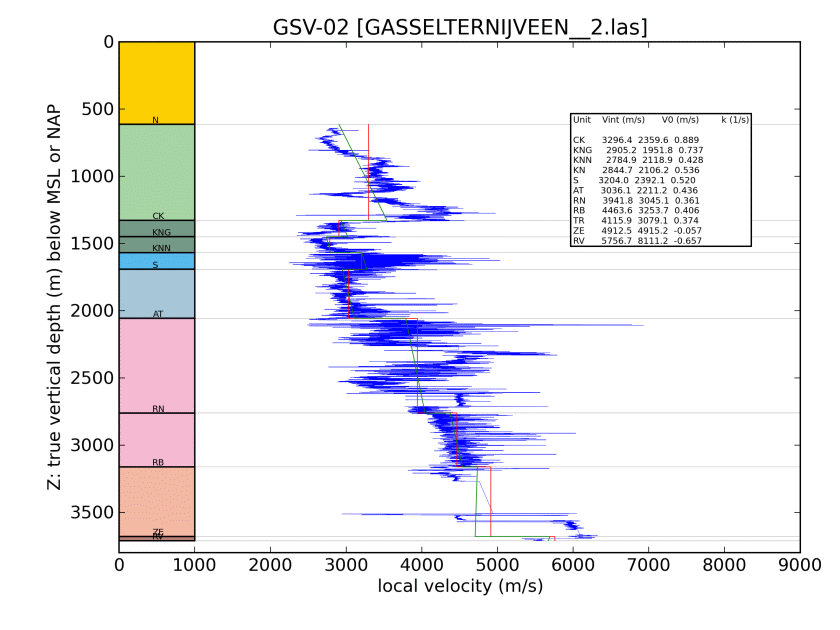 GSV-02 [GASSELTERNIJVEEN__2.las]
Z: true vertical depth (m) below MSL or NAP
0
500
1000
1500
2000
2500
3000
3500
N
CK
KNG
KNN
S
AT
RN
RB
ZE
RV
Unit Vint (m/s) V0 (m/s) k (1/s)
CK 3296.4 2359.6 0.889
KNG 2905.2 1951.8 0.737
KNN 2784.9 2118.9 0.428
KN 2844.7 2106.2 0.536
S 3204.0 2392.1 0.520
AT 3036.1 2211.2 0.436
RN 3941.8 3045.1 0.361
RB 4463.6 3253.7 0.406
TR 4115.9 3079.1 0.374
ZE 4912.5 4915.2 -0.057
RV 5756.7 8111.2 -0.657
0 1000 2000 3000 4000 5000 6000 7000 8000 9000
local velocity (m/s)